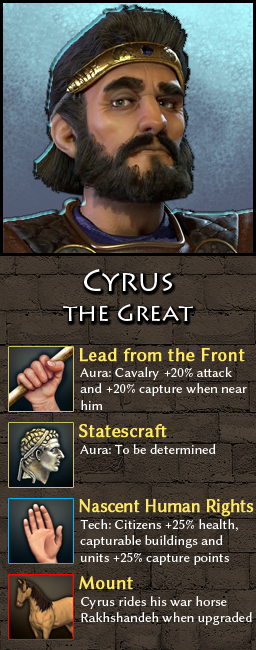 Cyrus
the Great
Lead from the Front
Aura: Cavalry +20% attack
and +20% capture when near
him
Statescraft
Aura: To be determined
Nascent Human Rights
Tech: Citizens +25% health,
capturable buildings and
units +25% capture points
Mount
Cyrus rides his war horse
Rakhshandeh when upgraded